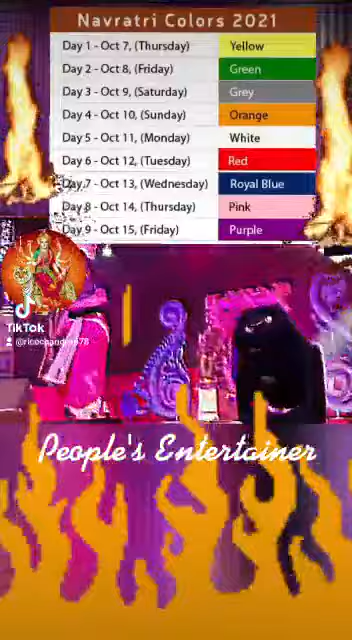 Navratri Colors 2021
Day 1 - Oct 7, (Thursday) Yellow
Day 2 - Oct 8, (Friday) Green
Day 3 - Oct 9, (Saturday) Grey
Day 4 - Oct 10, (Sunday) Orange
Day 5 - Oct 11, (Monday) White
Day 6 - Oct 12, (Tuesday) Red
Day 7 - Oct 13, (Wednesday) Royal Blue
Day 8 - Oct 14, (Thursday) Pink
Day 9 - Oct 15, (Friday) Purple
TikTok
People's Entertainer